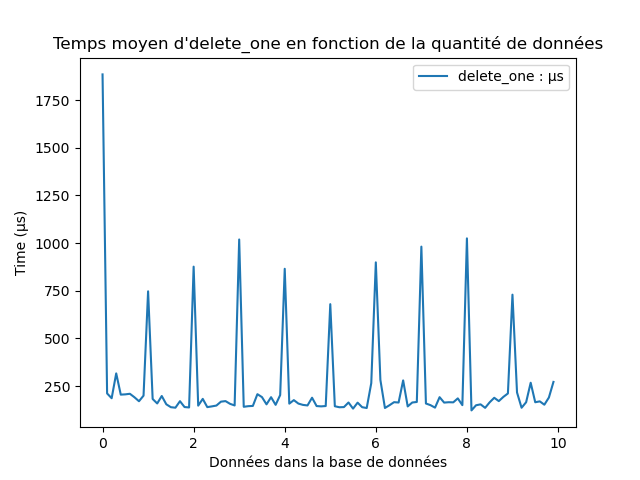 Temps moyen d'delete_one en fonction de la quantité de données
delete_one : µs
1750
1500
1250
1000
750
500
250
Time (µs)
0 2 4 6 8 10
Données dans la base de données